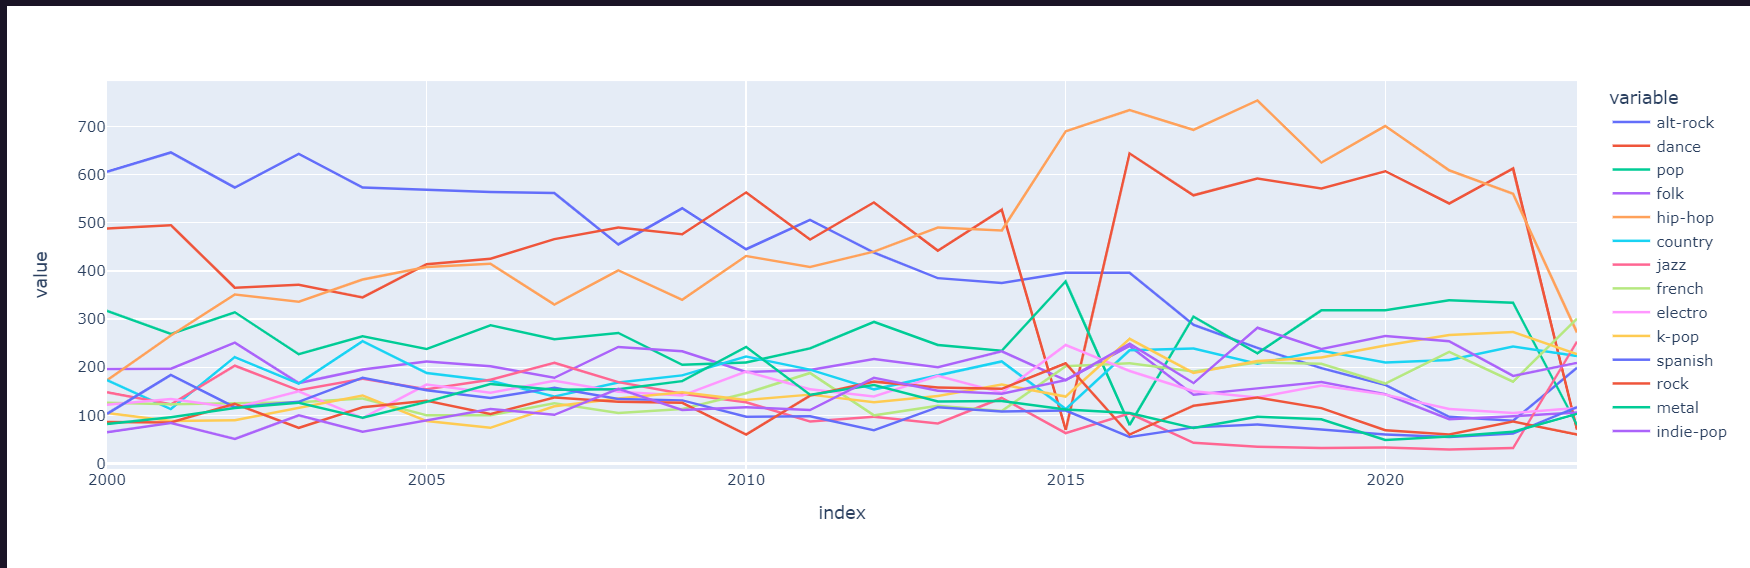 variable
alt-rock
dance
pop
folk
hip-hop
country
jazz
french
electro
k-pop
spanish
rock
metal
indie-pop
value
700
600
500
400
300
200
100
0
2000 2005 2010 2015 2020
index